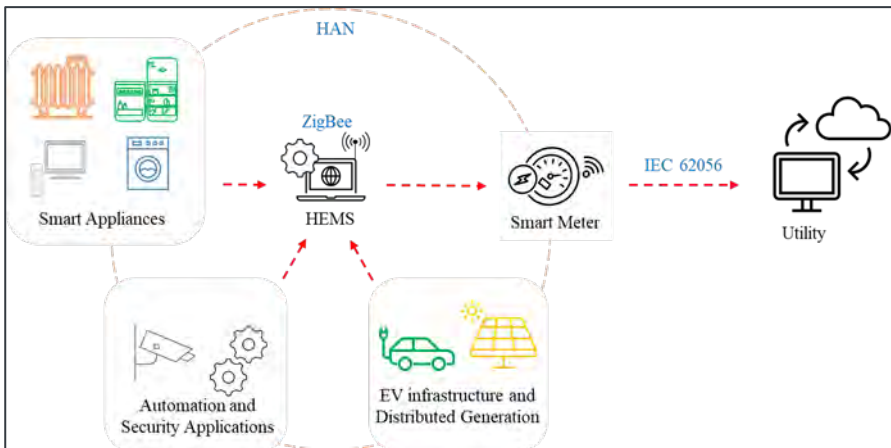 HAN
ZigBee
IEC 62056
Smart Appliances
HEMS
Smart Meter
Utility
Automation and
Security Applications
EV infrastructure and
Distributed Generation